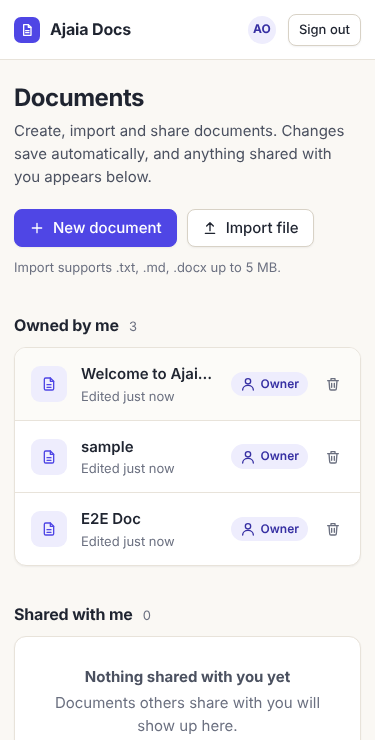 Ajaia Docs
AO
Sign out
Documents
Create, import and share documents. Changes
save automatically, and anything shared with
you appears below.
New document
Import file
Import supports .txt, .md, .docx up to 5 MB.
Owned by me 3
Welcome to Ajai...
Owner
Edited just now
sample
Owner
Edited just now
E2E Doc
Owner
Edited just now
Shared with me 0
Nothing shared with you yet
Documents others share with you will
show up here.